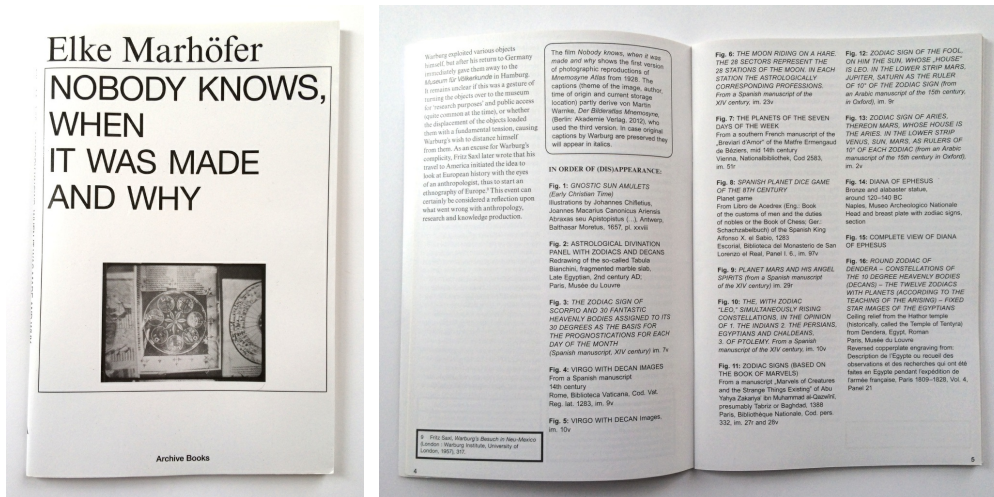 Elke Marhöfer
NOBODY KNOWS,
WHEN
IT WAS MADE
AND WHY
Archive Books
Warburg exploited various objects
himself, but after his return to Germany
immediately gave them away to the
Museum für Völkerkunde in Hamburg.
It remains unclear if this was a gesture of
turning the objects over to the museum
for 'research purposes' and public access
(quite common at the time), or whether
the displacement of the objects loaded
them with a fundamental tension, causing
Warburg's wish to distance himself
from them. As an excuse for Warburg's
complicity, Fritz Saxl later wrote that his
travel to America initiated the idea to
look at European history with the eyes
of an anthropologist, thus to start an
ethnography of Europe.⁹ This event can
certainly be considered a reflection upon
what went wrong with anthropology,
research and knowledge production.
9 Fritz Saxl, Warburg's Besuch in Neu-Mexico
(London : Warburg Institute, University of
London, 1957), 317.
4
The film Nobody knows, when it was
made and why shows the first version
of photographic reproductions of
Mnemosyne Atlas from 1928. The
captions (theme of the image, author,
time of origin and current storage
location) partly derive von Martin
Warnke, Der Bilderatlas Mnemosyne,
(Berlin: Akademie Verlag, 2012), who
used the third version. In case original
captions by Warburg are preserved they
will appear in italics.
IN ORDER OF (DIS)APPEARANCE:
Fig. 1: GNOSTIC SUN AMULETS
(Early Christian Time)
Illustrations by Johannes Chifletius,
Joannes Macarius Canonicus Ariensis
Abraxas seu Apistopistus (...), Antwerp,
Balthasar Moretus, 1657, pl. xxviii
Fig. 2: ASTROLOGICAL DIVINATION
PANEL WITH ZODIACS AND DECANS
Redrawing of the so-called Tabula
Bianchini, fragmented marble slab,
Late Egyptian, 2nd century AD;
Paris, Musée du Louvre
Fig. 3: THE ZODIAC SIGN OF
SCORPIO AND 30 FANTASTIC
HEAVENLY BODIES ASSIGNED TO ITS
30 DEGREES AS THE BASIS FOR
THE PROGNOSTICATIONS FOR EACH
DAY OF THE MONTH
(Spanish manuscript, XIV century) im. 7v
Fig. 4: VIRGO WITH DECAN IMAGES
From a Spanish manuscript
14th century
Rome, Biblioteca Vaticana, Cod. Vat.
Reg. lat. 1283, im. 9v
Fig. 5: VIRGO WITH DECAN Images,
im. 10v
Fig. 6: THE MOON RIDING ON A HARE.
THE 28 SECTORS REPRESENT THE
28 STATIONS OF THE MOON. IN EACH
STATION THE ASTROLOGICALLY
CORRESPONDING PROFESSIONS.
From a Spanish manuscript of the
XIV century, im. 23v
Fig. 7: THE PLANETS OF THE SEVEN
DAYS OF THE WEEK
From a southern French manuscript of the
„Breviari d'Amor" of the Matfre Ermengaud
de Béziers, mid 14th century
Vienna, Nationalbibliothek, Cod 2583,
im. 51r
Fig. 8: SPANISH PLANET DICE GAME
OF THE 8TH CENTURY
Planet game
From Libro de Acedrex (Eng.: Book
of the customs of men and the duties
of nobles or the Book of Chess; Ger.:
Schachzabelbuch) of the Spanish King
Alfonso X. el Sabio, 1283
Escorial, Biblioteca del Monasterio de San
Lorenzo el Real, Panel I. 6., im. 97v
Fig. 9: PLANET MARS AND HIS ANGEL
SPIRITS (from a Spanish manuscript
of the XIV century) im. 29r
Fig. 10: THE, WITH ZODIAC
"LEO," SIMULTANEOUSLY RISING
CONSTELLATIONS, IN THE OPINION
OF 1. THE INDIANS 2. THE PERSIANS,
EGYPTIANS AND CHALDEANS,
3. OF PTOLEMY. From a Spanish
manuscript of the XIV century, im. 10v
Fig. 11: ZODIAC SIGNS (BASED ON
THE BOOK OF MARVELS)
From a manuscript „Marvels of Creatures
and the Strange Things Existing" of Abu
Yahya Zakariya' ibn Muhammad al-Qazwini,
presumably Tabriz or Baghdad, 1388
Paris, Bibliothèque Nationale, Cod. pers.
332, im. 27r and 28v
Fig. 12: ZODIAC SIGN OF THE FOOL,
ON HIM THE SUN, WHOSE „HOUSE"
IS LEO. IN THE LOWER STRIP MARS,
JUPITER, SATURN AS THE RULER
OF 10° OF THE ZODIAC SIGN (from
an Arabic manuscript of the 15th century,
in Oxford), im. 9r
Fig. 13: ZODIAC SIGN OF ARIES,
THEREON MARS, WHOSE HOUSE IS
THE ARIES. IN THE LOWER STRIP
VENUS, SUN, MARS, AS RULERS OF
10° OF EACH ZODIAC (from an Arabic
manuscript of the 15th century in Oxford),
im. 2v
Fig. 14: DIANA OF EPHESUS
Bronze and alabaster statue,
around 120–140 BC
Naples, Museo Archeologico Nationale
Head and breast plate with zodiac signs,
section
Fig. 15: COMPLETE VIEW OF DIANA
OF EPHESUS
Fig. 16: ROUND ZODIAC OF
DENDERA – CONSTELLATIONS OF
THE 10 DEGREE HEAVENLY BODIES
(DECANS) – THE TWELVE ZODIACS
WITH PLANETS (ACCORDING TO THE
TEACHING OF THE ARISING) – FIXED
STAR IMAGES OF THE EGYPTIANS
Ceiling relief from the Hathor temple
(historically, called the Temple of Tentyra)
from Dendera, Egypt, Roman
Paris, Musée du Louvre
Reversed copperplate engraving from:
Description de l'Egypte ou recueil des
observations et des recherches qui ont été
faites en Egypte pendant l'expédition de
l'armée française, Paris 1809–1828, Vol. 4,
Panel 21
5